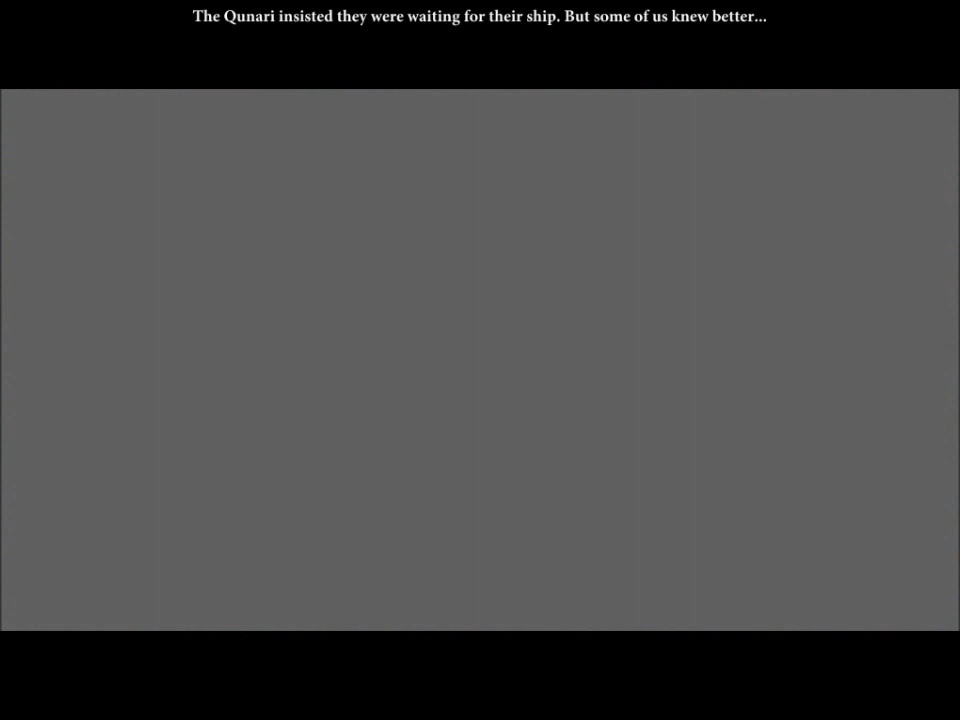 The Qunari insisted they were waiting for their ship. But some of us knew better...